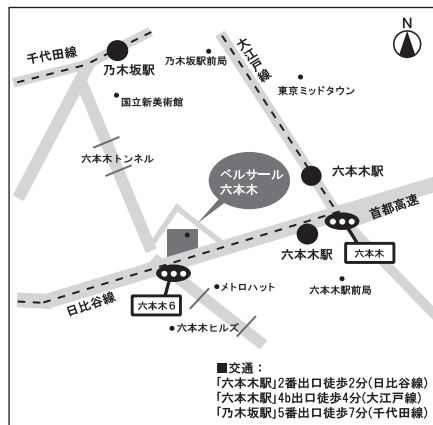 N
千代田線
乃木坂駅
乃木坂駅前局
大江戸線
国立新美術館
東京ミッドタウン
六本木トンネル
ベルサール
六本木
六本木駅
首都高速
六本木駅
六本木
日比谷線
六本木6
メトロハット
六本木駅前局
六本木ヒルズ
■交通：
「六本木駅」2番出口徒歩2分(日比谷線)
「六本木駅」4b出口徒歩4分(大江戸線)
「乃木坂駅」5番出口徒歩7分(千代田線)